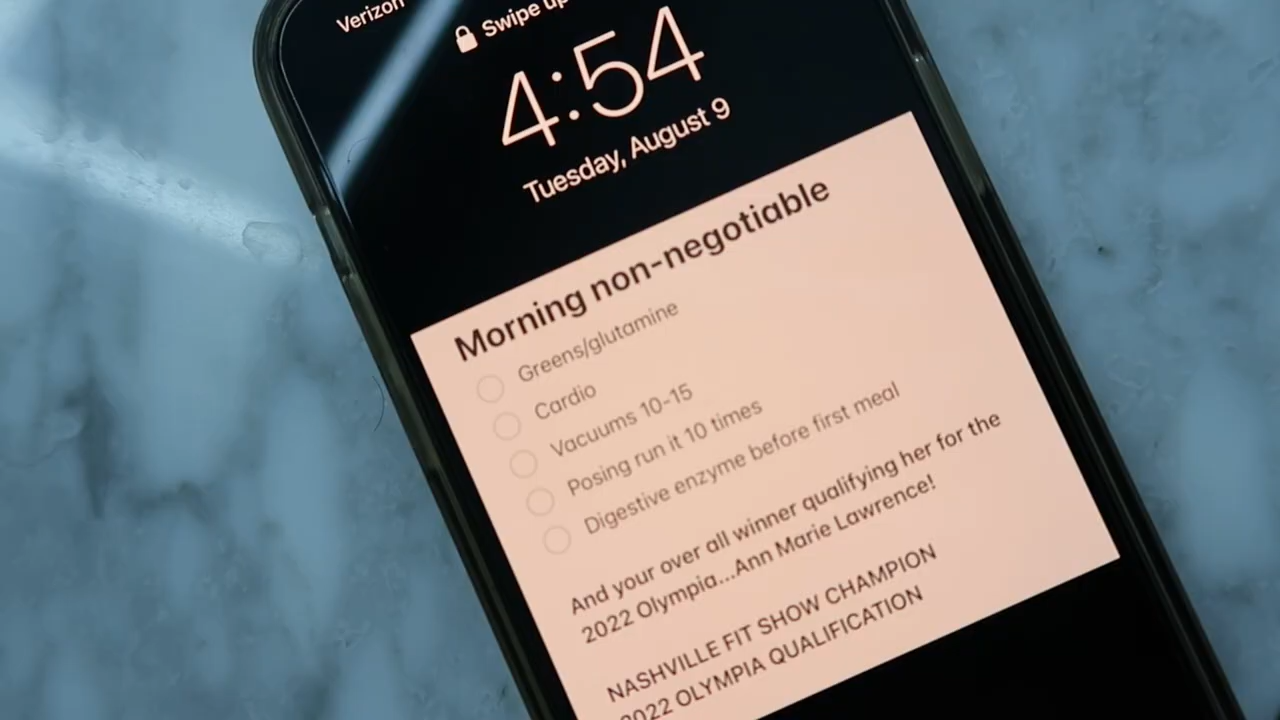 Verizon
Swipe up
4:54
Tuesday, August 9
Morning non-negotiable
Greens/glutamine
Cardio
Vacuums 10-15
Posing run it 10 times
Digestive enzyme before first meal
And your over all winner qualifying her for the
2022 Olympia...Ann Marie Lawrence!
NASHVILLE FIT SHOW CHAMPION
2022 OLYMPIA QUALIFICATION